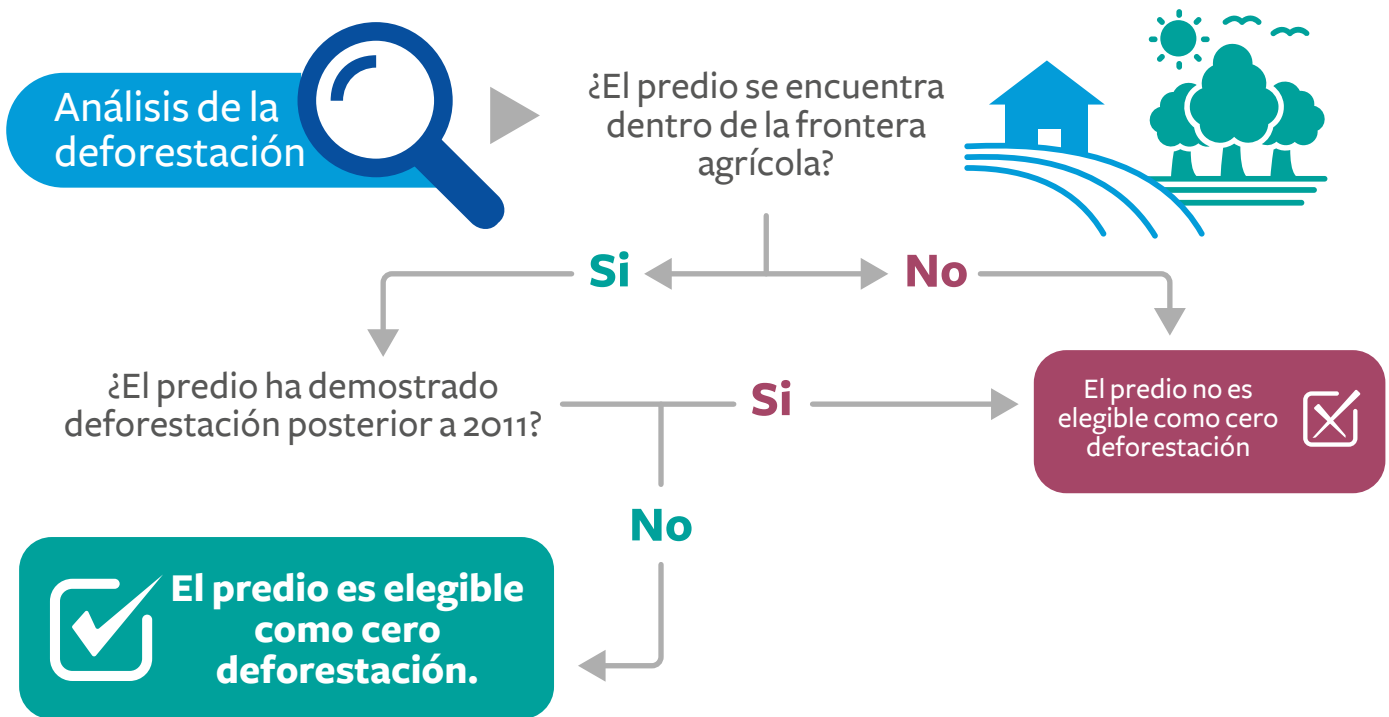 Análisis de la
deforestación
¿El predio se encuentra
dentro de la frontera
agrícola?
Si
No
¿El predio ha demostrado
deforestación posterior a 2011?
Si
El predio no es
elegible como cero
deforestación
No
El predio es elegible
como cero
deforestación.